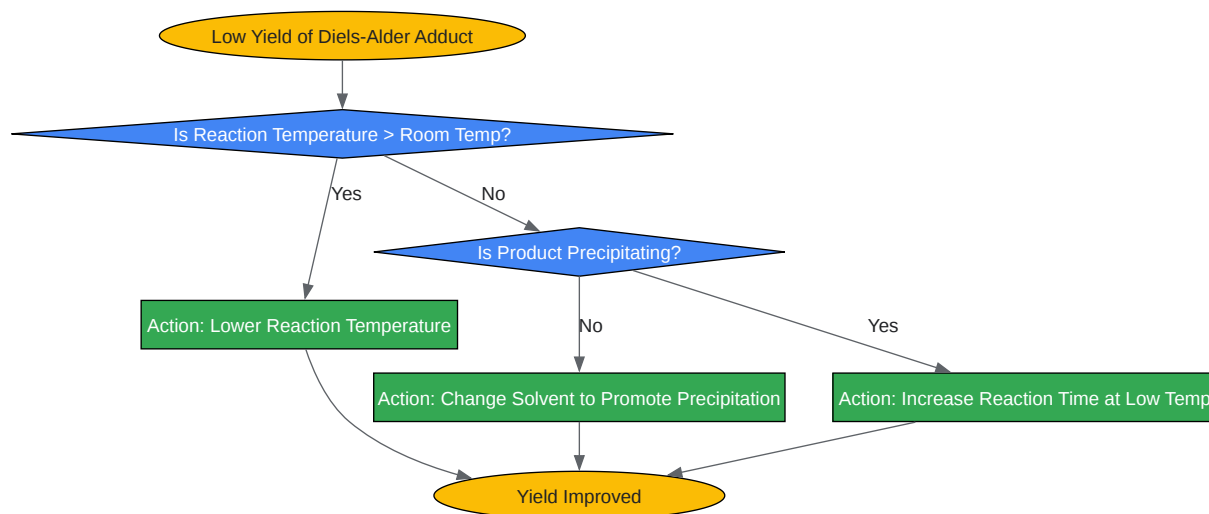 Low Yield of Diels-Alder Adduct
Is Reaction Temperature > Room Temp?
Yes
No
Is Product Precipitating?
Action: Lower Reaction Temperature
No
Yes
Action: Change Solvent to Promote Precipitation
Action: Increase Reaction Time at Low Temp
Yield Improved